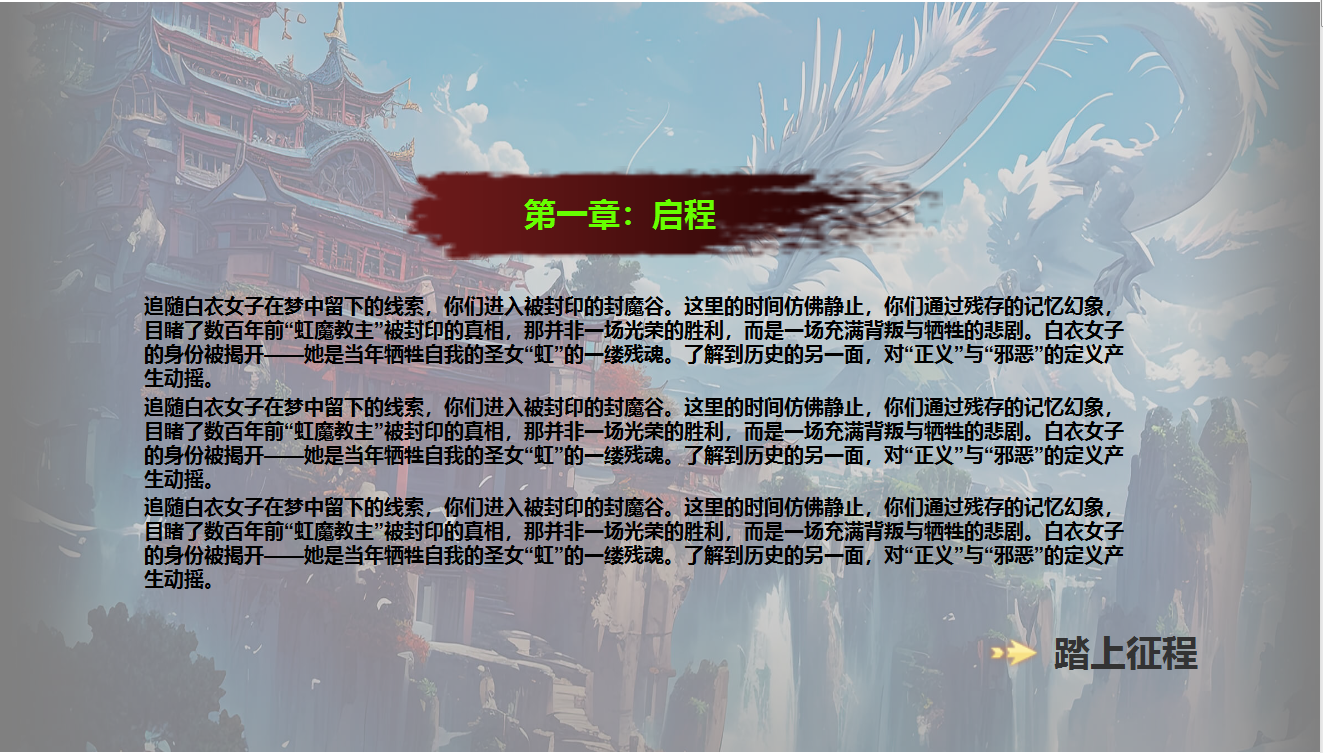 第一章：启程
追随白衣女子在梦中留下的线索，你们进入被封印的封魔谷。这里的时间仿佛静止，你们通过残存的记忆幻象，
目睹了数百年前“虹魔教主”被封印的真相，那并非一场光荣的胜利，而是一场充满背叛与牺牲的悲剧。白衣女子
的身份被揭开——她是当年牺牲自我的圣女“虹”的一缕残魂。了解到历史的另一面，对“正义”与“邪恶”的定义产
生动摇。
追随白衣女子在梦中留下的线索，你们进入被封印的封魔谷。这里的时间仿佛静止，你们通过残存的记忆幻象，
目睹了数百年前“虹魔教主”被封印的真相，那并非一场光荣的胜利，而是一场充满背叛与牺牲的悲剧。白衣女子
的身份被揭开——她是当年牺牲自我的圣女“虹”的一缕残魂。了解到历史的另一面，对“正义”与“邪恶”的定义产
生动摇。
追随白衣女子在梦中留下的线索，你们进入被封印的封魔谷。这里的时间仿佛静止，你们通过残存的记忆幻象，
目睹了数百年前“虹魔教主”被封印的真相，那并非一场光荣的胜利，而是一场充满背叛与牺牲的悲剧。白衣女子
的身份被揭开——她是当年牺牲自我的圣女“虹”的一缕残魂。了解到历史的另一面，对“正义”与“邪恶”的定义产
生动摇。
踏上征程